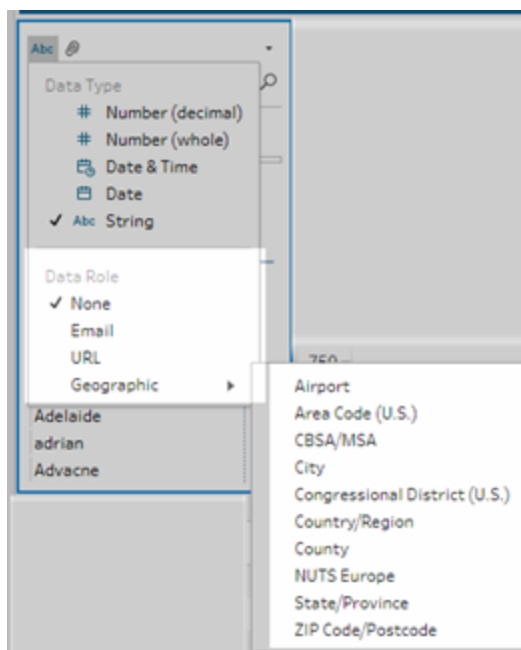 Abc
Data Type
# Number (decimal)
# Number (whole)
Date & Time
Date
✓ Abc String
Data Role
✓ None
Email
URL
Geographic
750
Adelaide
adrian
Advacne
Airport
Area Code (U.S.)
CBSA/MSA
City
Congressional District (U.S.)
Country/Region
County
NUTS Europe
State/Province
ZIP Code/Postcode